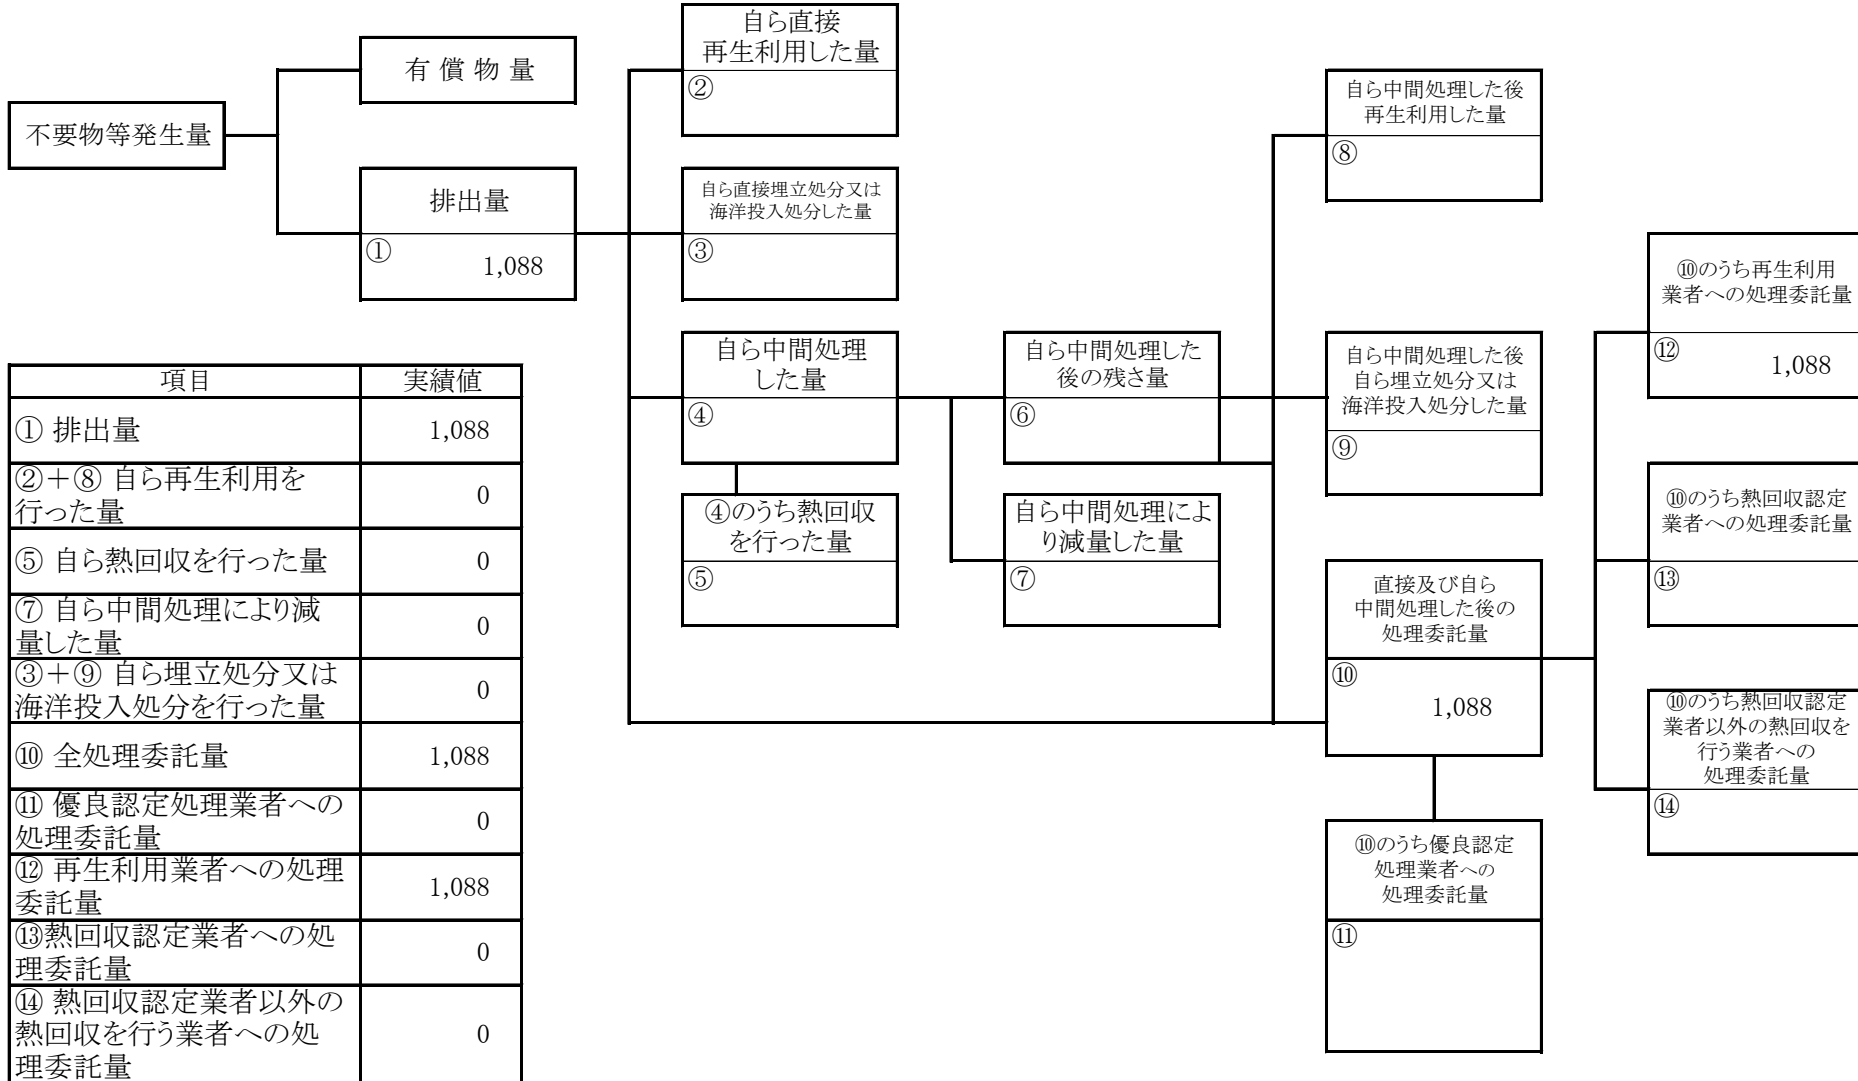 不要物等発生量
有 償 物 量
排出量
①
1,088
自ら直接
再生利用した量
②
自ら直接埋立処分又は
海洋投入処分した量
③
自ら中間処理
した量
④
④のうち熱回収
を行った量
⑤
自ら中間処理した
後の残さ量
⑥
自ら中間処理によ
り減量した量
⑦
自ら中間処理した後
再生利用した量
⑧
自ら中間処理した後
自ら埋立処分又は
海洋投入処分した量
⑨
直接及び自ら
中間処理した後の
処理委託量
⑩
1,088
⑩のうち優良認定
処理業者への
処理委託量
⑪
⑩のうち再生利用
業者への処理委託量
⑫
1,088
⑩のうち熱回収認定
業者への処理委託量
⑬
⑩のうち熱回収認定
業者以外の熱回収を
行う業者への
処理委託量
⑭
項目 実績値
① 排出量 1,088
②＋⑧ 自ら再生利用を
行った量 0
⑤ 自ら熱回収を行った量 0
⑦ 自ら中間処理により減
量した量 0
③＋⑨ 自ら埋立処分又は
海洋投入処分を行った量 0
⑩ 全処理委託量 1,088
⑪ 優良認定処理業者への
処理委託量 0
⑫ 再生利用業者への処理
委託量 1,088
⑬熱回収認定業者への処
理委託量 0
⑭ 熱回収認定業者以外の
熱回収を行う業者への処
理委託量 0